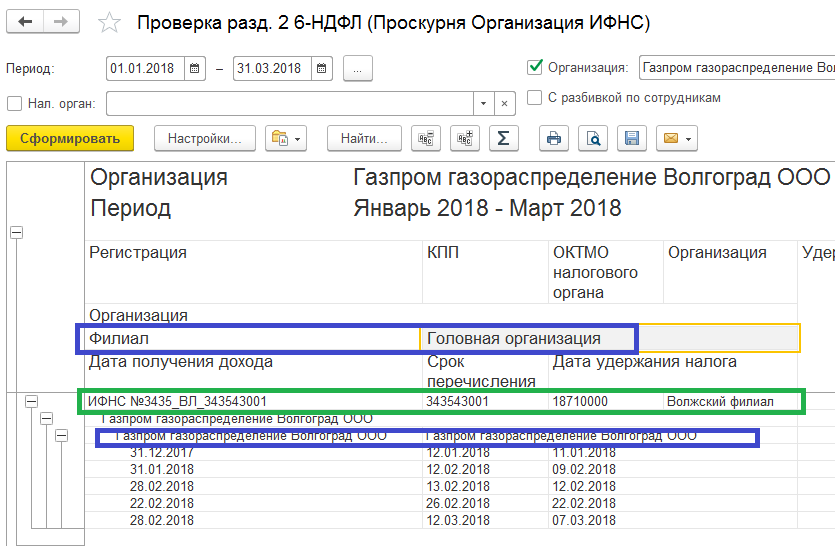 Проверка разд. 2 6-НДФЛ (Проскурня Организация ИФНС)
Период: 01.01.2018 – 31.03.2018 ... Организация: Газпром газораспределение Вол
Нал. орган: С разбивкой по сотрудникам
Сформировать Настройки... Найти...
Организация Газпром газораспределение Волгоград ООО
Период Январь 2018 - Март 2018
Регистрация КПП ОКТМО налогового органа Организация Удер
Организация
Филиал Головная организация
Дата получения дохода Срок перечисления Дата удержания налога
ИФНС №3435_ВЛ_343543001 343543001 18710000 Волжский филиал
Газпром газораспределение Волгоград ООО
Газпром газораспределение Волгоград ООО Газпром газораспределение Волгоград ООО
31.12.2017 12.01.2018 11.01.2018
31.01.2018 12.02.2018 09.02.2018
28.02.2018 13.02.2018 12.02.2018
22.02.2018 26.02.2018 22.02.2018
28.02.2018 12.03.2018 07.03.2018